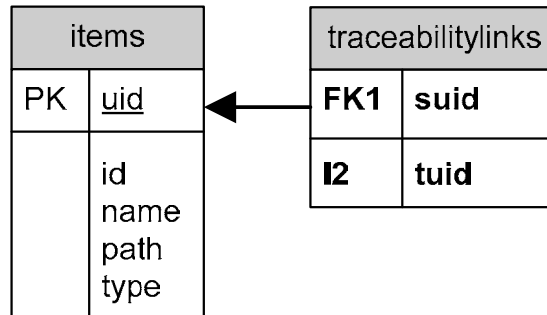 items
PK uid
id
name
path
type
traceabilitylinks
FK1 suid
I2 tuid